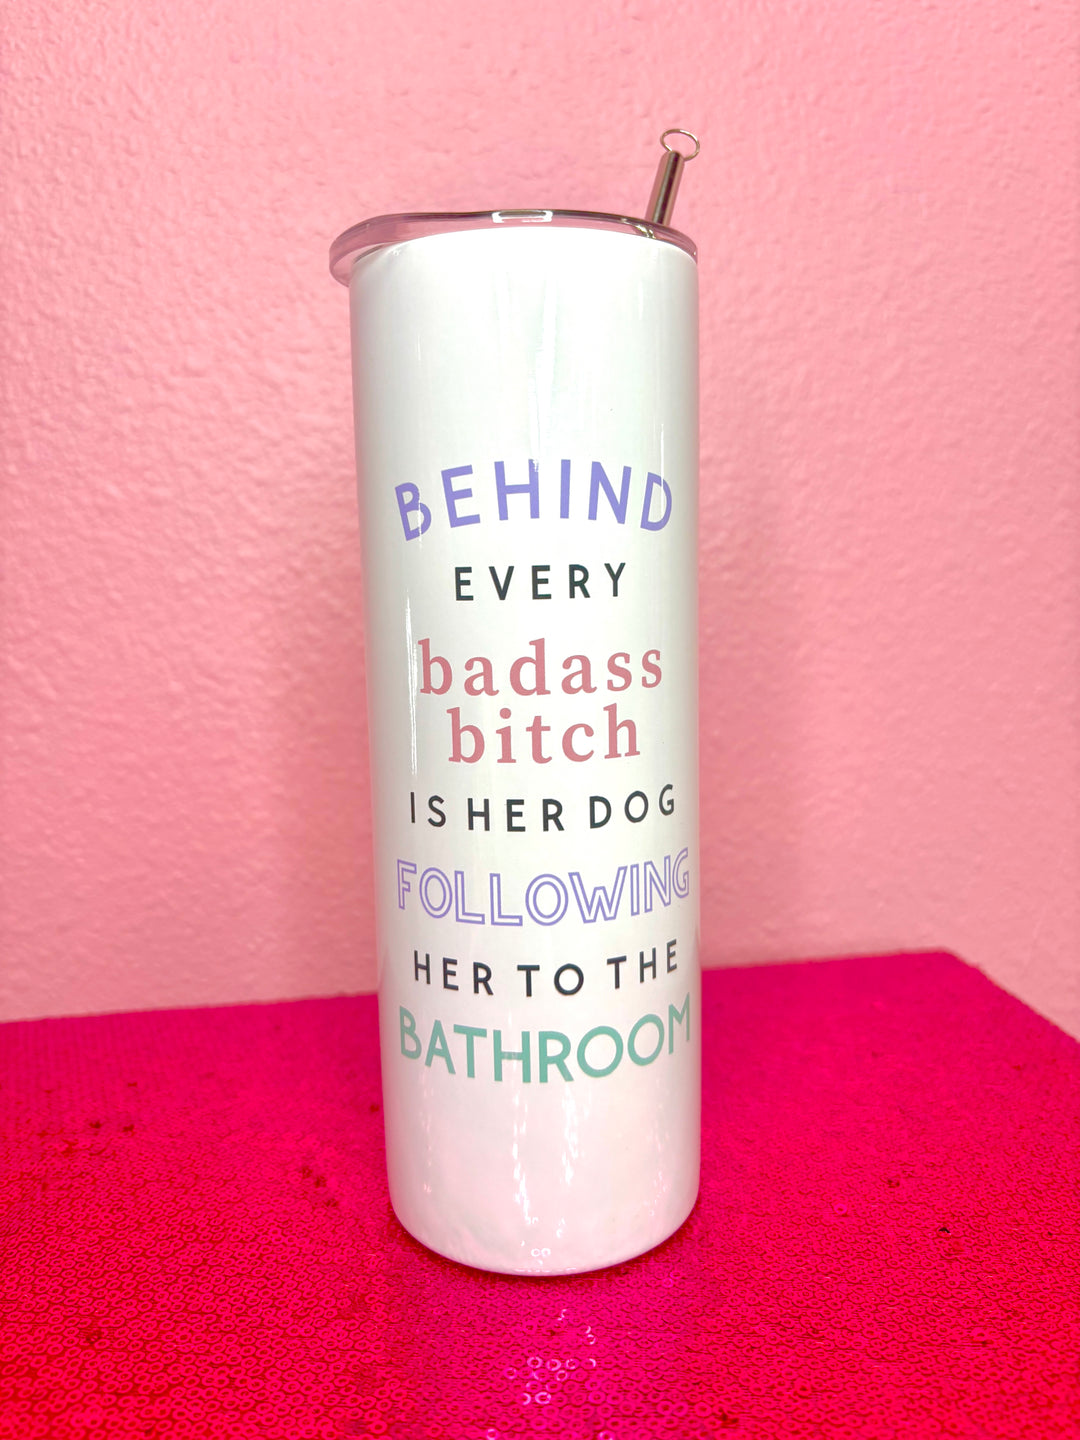 BEHIND
EVERY
badass
bitch
IS HER DOG
FOLLOWING
HER TO THE
BATHROOM